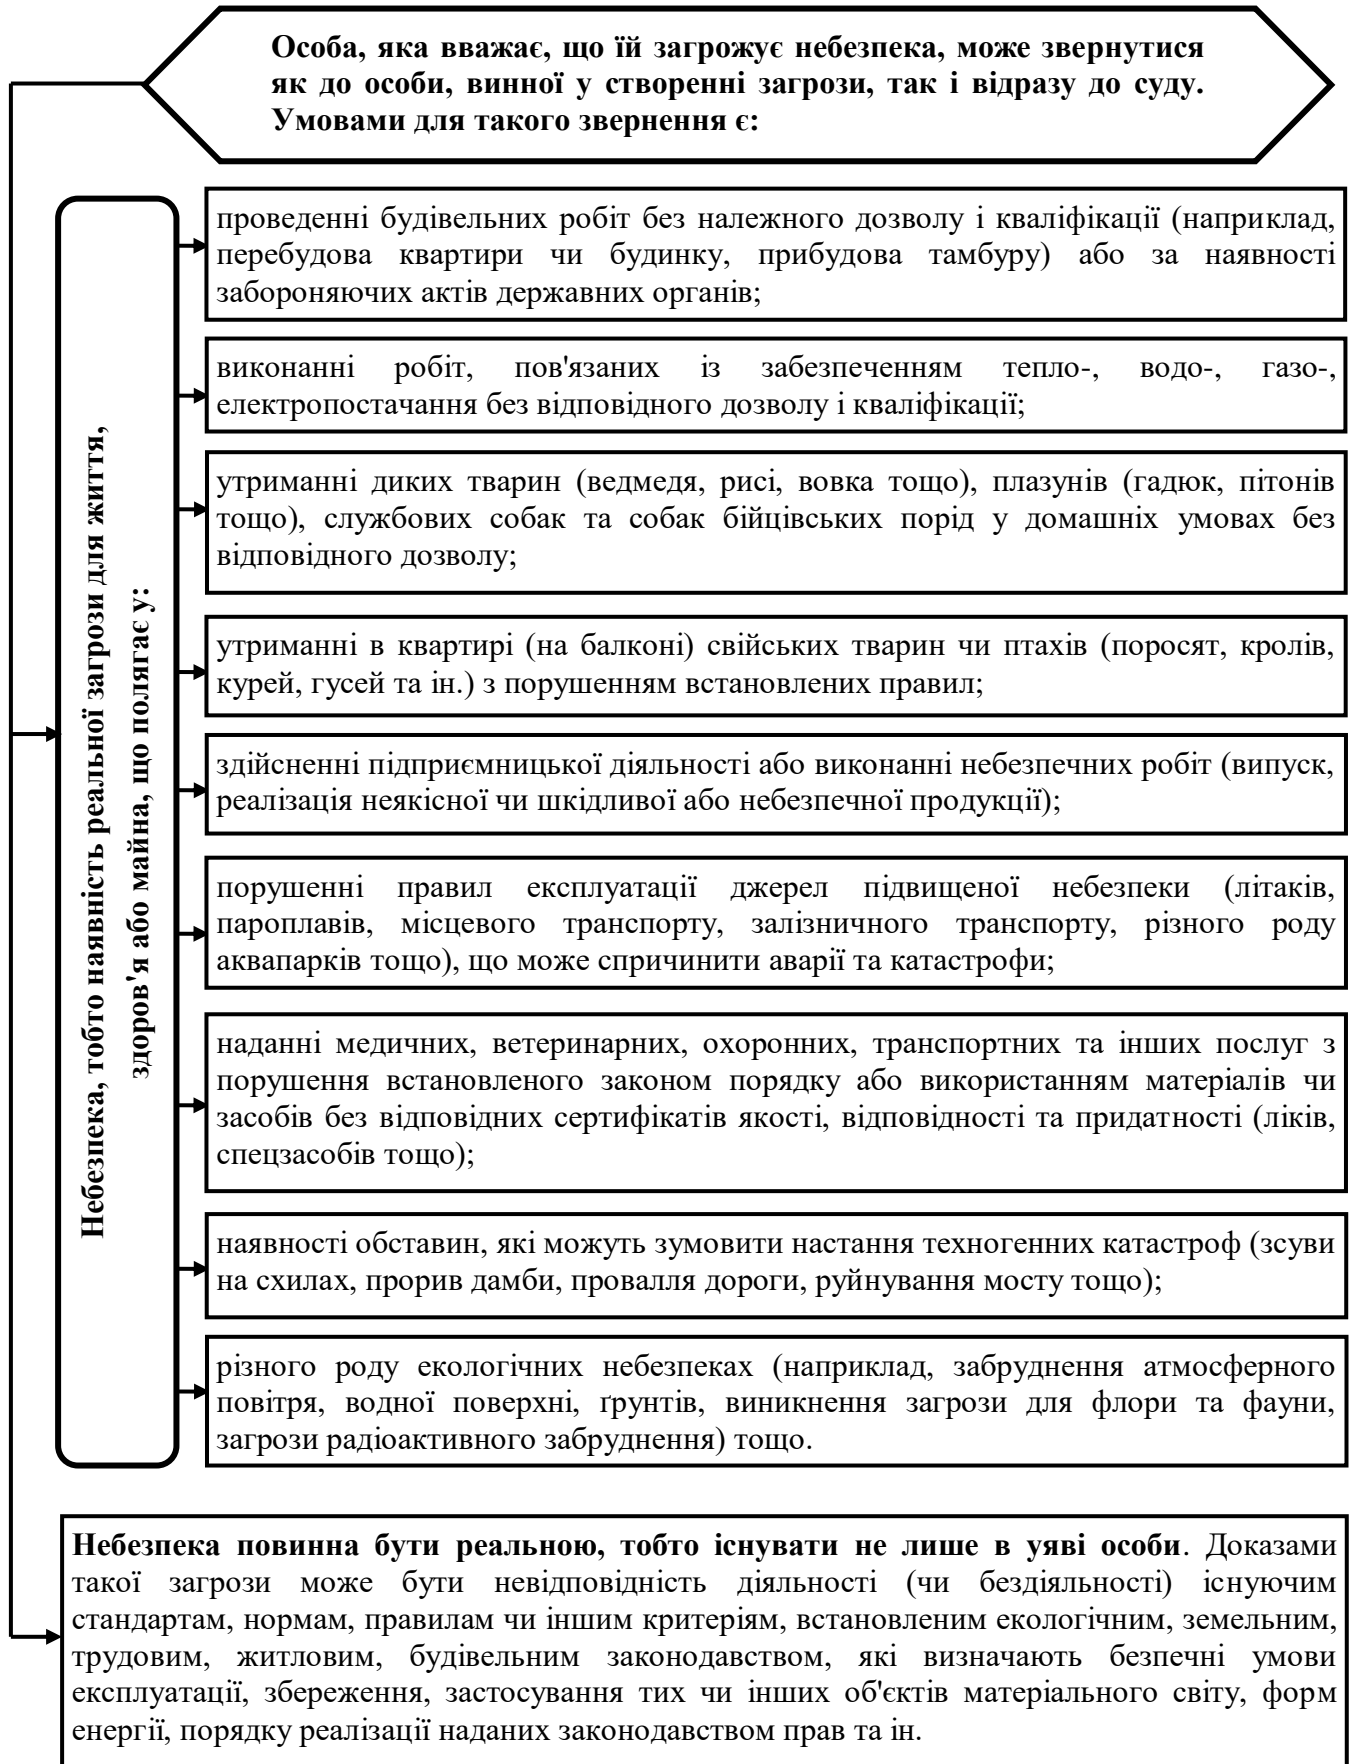 Особа, яка вважає, що їй загрожує небезпека, може звернутися
як до особи, винної у створенні загрози, так і відразу до суду.
Умовами для такого звернення є:
Небезпека, тобто наявність реальної загрози для життя,
здоров'я або майна, що полягає у:
проведенні будівельних робіт без належного дозволу і кваліфікації (наприклад,
перебудова квартири чи будинку, прибудова тамбуру) або за наявності
забороняючих актів державних органів;
виконанні робіт, пов'язаних із забезпеченням тепло-, водо-, газо-,
електропостачання без відповідного дозволу і кваліфікації;
утриманні диких тварин (ведмедя, рисі, вовка тощо), плазунів (гадюк, пітонів
тощо), службових собак та собак бійцівських порід у домашніх умовах без
відповідного дозволу;
утриманні в квартирі (на балконі) свійських тварин чи птахів (поросят, кролів,
курей, гусей та ін.) з порушенням встановлених правил;
здійсненні підприємницької діяльності або виконанні небезпечних робіт (випуск,
реалізація неякісної чи шкідливої або небезпечної продукції);
порушенні правил експлуатації джерел підвищеної небезпеки (літаків,
пароплавів, місцевого транспорту, залізничного транспорту, різного роду
аквапарків тощо), що може спричинити аварії та катастрофи;
наданні медичних, ветеринарних, охоронних, транспортних та інших послуг з
порушення встановленого законом порядку або використанням матеріалів чи
засобів без відповідних сертифікатів якості, відповідності та придатності (ліків,
спецзасобів тощо);
наявності обставин, які можуть зумовити настання техногенних катастроф (зсуви
на схилах, прорив дамби, провалля дороги, руйнування мосту тощо);
різного роду екологічних небезпеках (наприклад, забруднення атмосферного
повітря, водної поверхні, ґрунтів, виникнення загрози для флори та фауни,
загрози радіоактивного забруднення) тощо.
Небезпека повинна бути реальною, тобто існувати не лише в уяві особи. Доказами
такої загрози може бути невідповідність діяльності (чи бездіяльності) існуючим
стандартам, нормам, правилам чи іншим критеріям, встановленим екологічним, земельним,
трудовим, житловим, будівельним законодавством, які визначають безпечні умови
експлуатації, збереження, застосування тих чи інших об'єктів матеріального світу, форм
енергії, порядку реалізації наданих законодавством прав та ін.